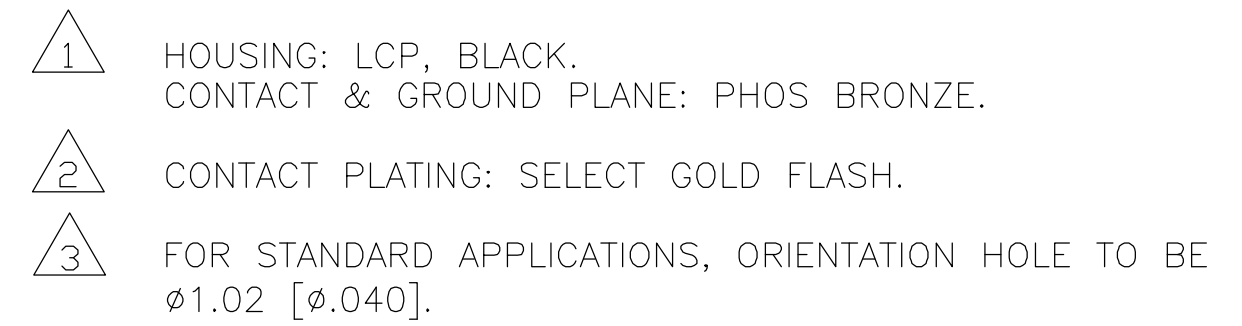 1 HOUSING: LCP, BLACK.
CONTACT & GROUND PLANE: PHOS BRONZE.
2 CONTACT PLATING: SELECT GOLD FLASH.
3 FOR STANDARD APPLICATIONS, ORIENTATION HOLE TO BE
⌀1.02 [⌀.040].